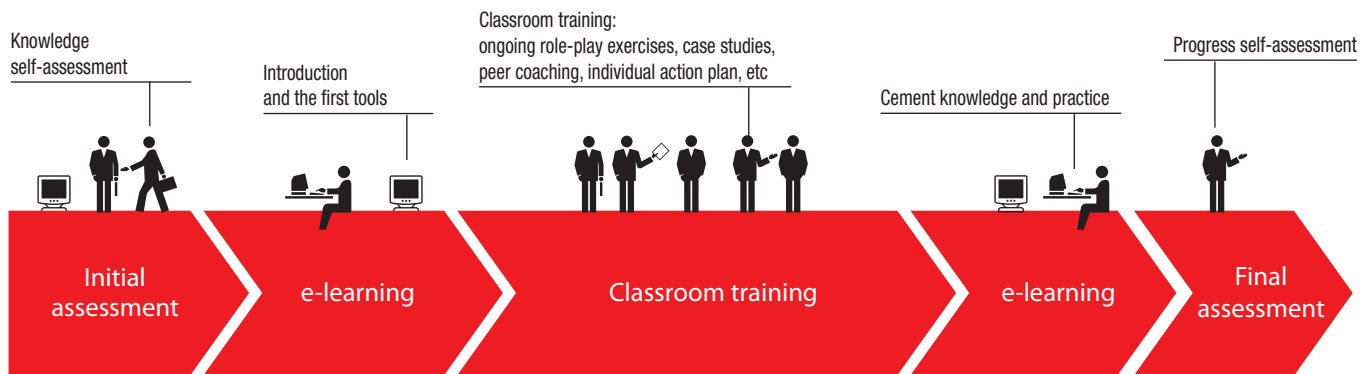 Knowledge
self-assessment
Introduction
and the first tools
Classroom training:
ongoing role-play exercises, case studies,
peer coaching, individual action plan, etc
Cement knowledge and practice
Progress self-assessment
Initial
assessment
e-learning
Classroom training
e-learning
Final
assessment